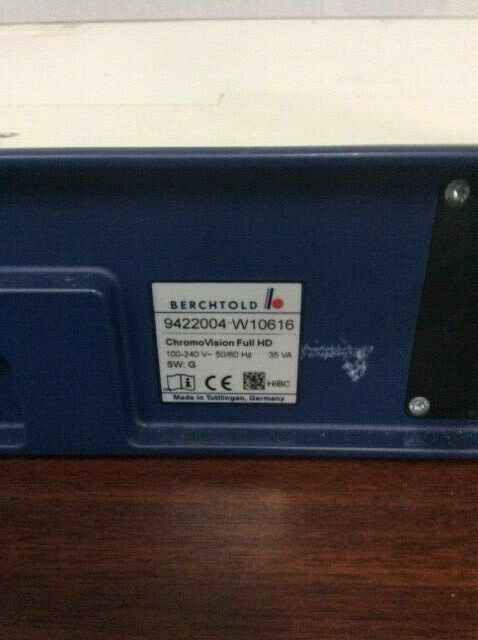 BERCHTOLD
9422004 W10616
ChromoVision Full HD
100-240 V~ 50/60 Hz 35 VA
SW: G
CE HIBC
Made in Tuttlingen, Germany